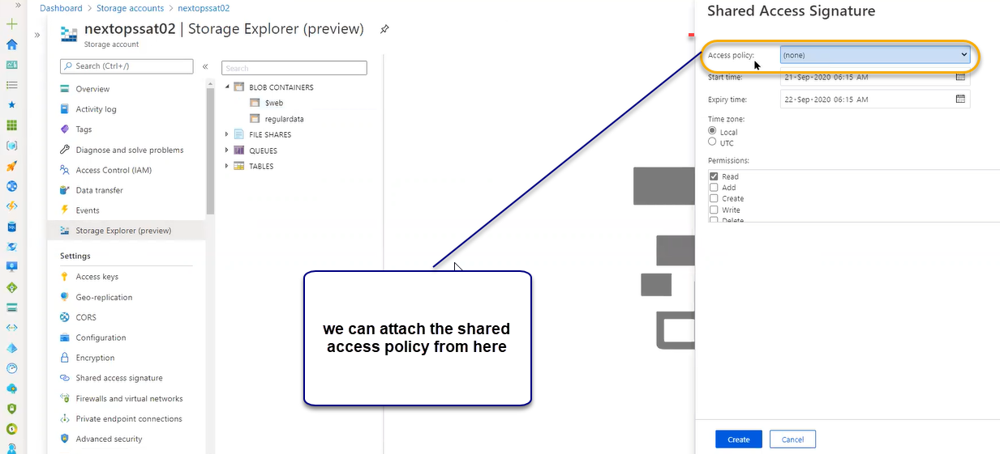 Dashboard > Storage accounts > nextopssat02
nextopssat02 | Storage Explorer (preview)
Storage account
Search (Ctrl+/)
Overview
Activity log
Tags
Diagnose and solve problems
Access Control (IAM)
Data transfer
Events
Storage Explorer (preview)
Settings
Access keys
Geo-replication
CORS
Configuration
Encryption
Shared access signature
Firewalls and virtual networks
Private endpoint connections
Advanced security
Search
BLOB CONTAINERS
$web
regulardata
FILE SHARES
QUEUES
TABLES
we can attach the shared
access policy from here
Shared Access Signature
Access policy: (none)
Start time: 21-Sep-2020 06:15 AM
Expiry time: 22-Sep-2020 06:15 AM
Time zone:
Local
UTC
Permissions:
Read
Add
Create
Write
Delete
Create Cancel